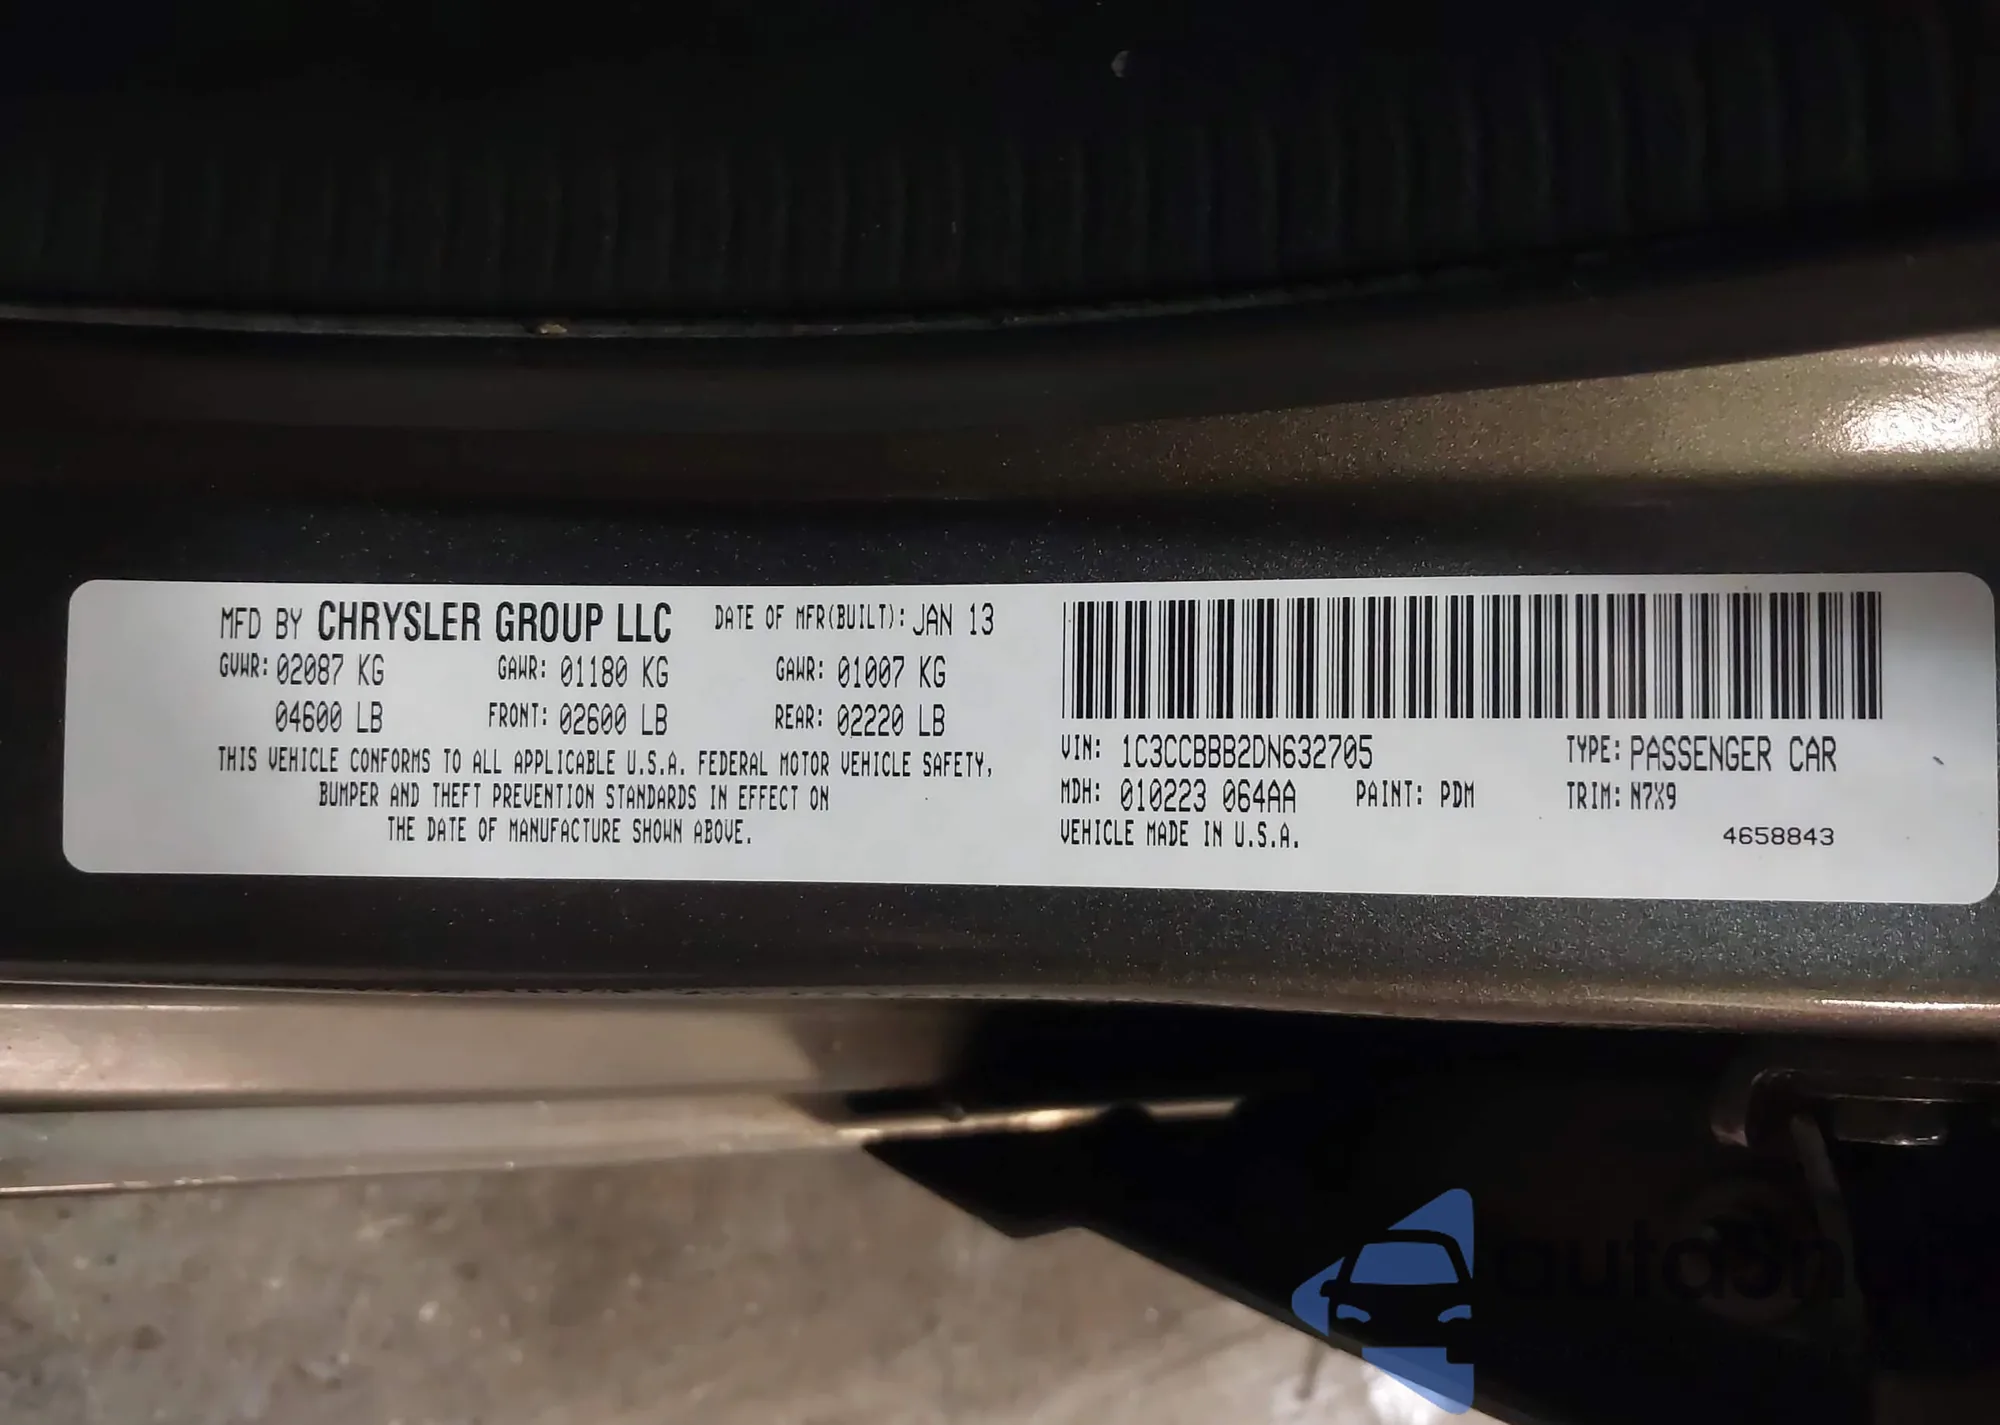 MFD BY CHRYSLER GROUP LLC DATE OF MFR(BUILT): JAN 13
GVWR: 02087 KG GAWR: 01180 KG GAWR: 01007 KG
04600 LB FRONT: 02600 LB REAR: 02220 LB
THIS VEHICLE CONFORMS TO ALL APPLICABLE U.S.A. FEDERAL MOTOR VEHICLE SAFETY,
BUMPER AND THEFT PREVENTION STANDARDS IN EFFECT ON
THE DATE OF MANUFACTURE SHOWN ABOVE.
VIN: 1C3CCBBB2DN632705 TYPE: PASSENGER CAR
MDH: 010223 064AA PAINT: PDM TRIM: N7X9
VEHICLE MADE IN U.S.A. 4658843